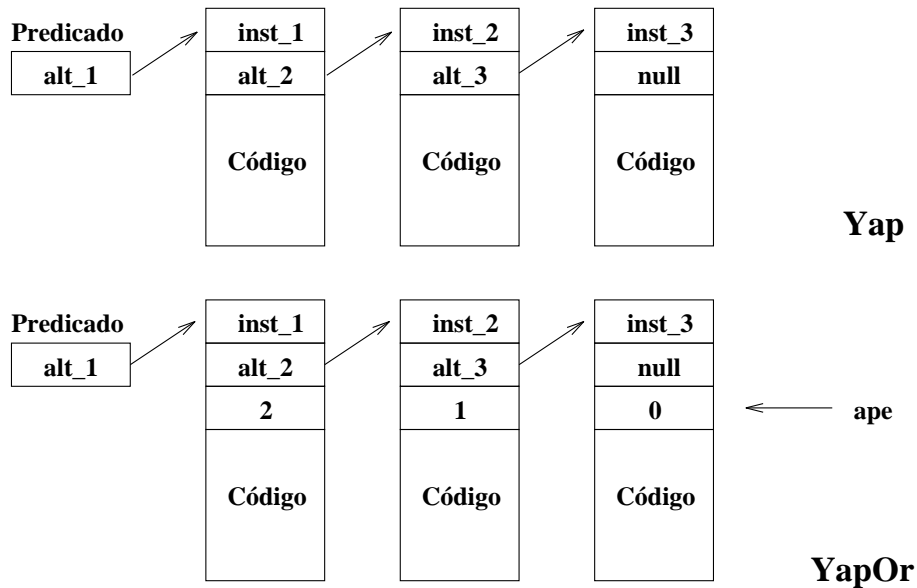 Predicado
inst_1 inst_2 inst_3
alt_1 alt_2 alt_3 null
Código Código Código
Yap
Predicado
inst_1 inst_2 inst_3
alt_1 alt_2 alt_3 null
2 1 0 ape
Código Código Código
YapOr